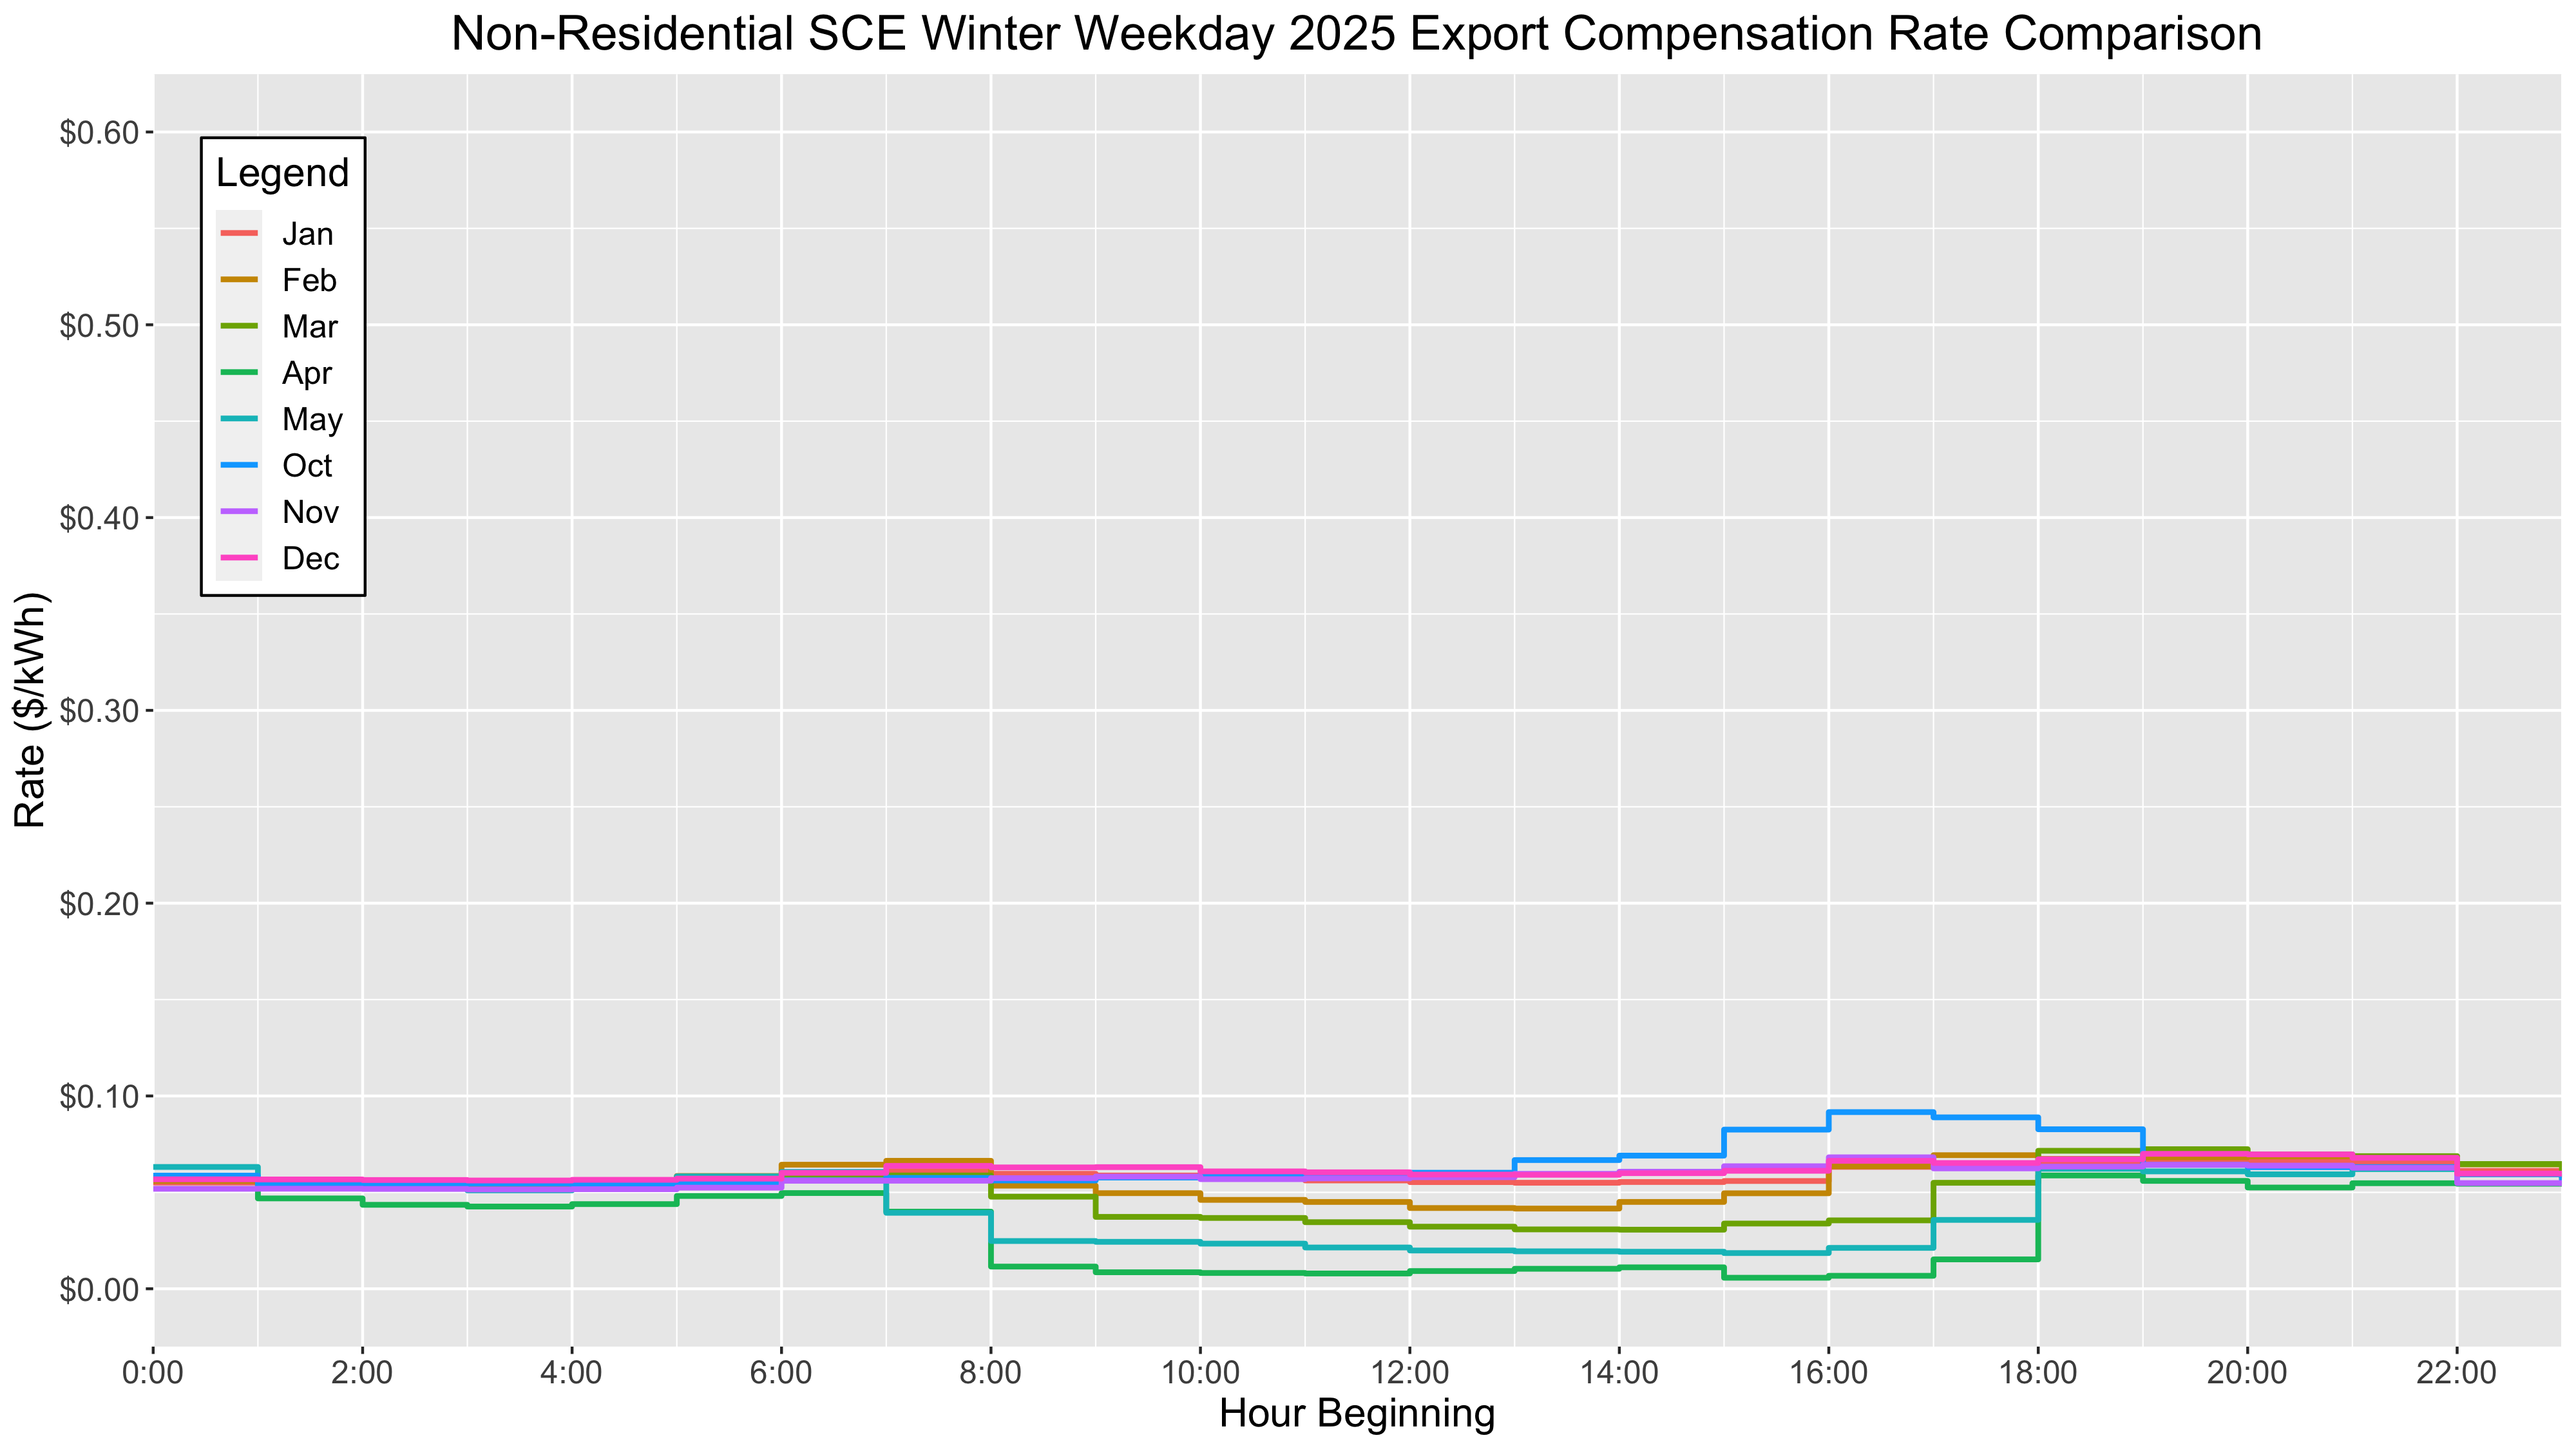 Non-Residential SCE Winter Weekday 2025 Export Compensation Rate Comparison
$0.60
$0.50
$0.40
$0.30
$0.20
$0.10
$0.00
Rate ($/kWh)
Legend
Jan
Feb
Mar
Apr
May
Oct
Nov
Dec
0:00 2:00 4:00 6:00 8:00 10:00 12:00 14:00 16:00 18:00 20:00 22:00
Hour Beginning